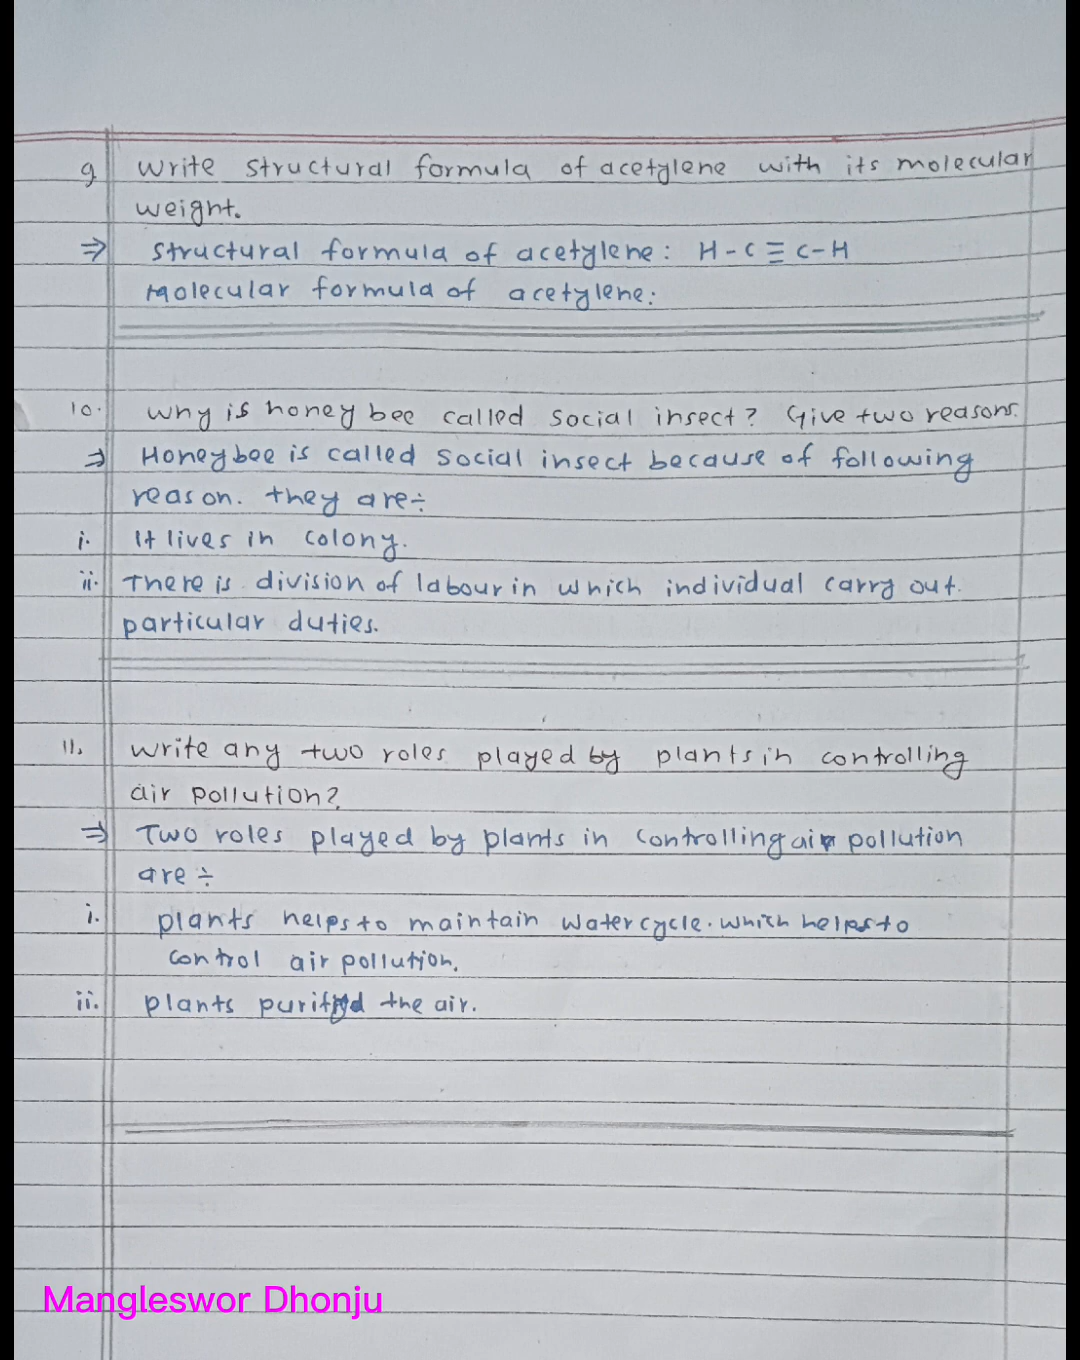 9 Write structural formula of acetylene with its molecular
weight.
⇒ Structural formula of acetylene: H-C≡C-H
Molecular formula of acetylene:
10. Why is honey bee called social insect? Give two reasons.
⇒ Honeybee is called social insect because of following
reason. they are÷
i. It lives in colony.
ii. There is division of labour in which individual carry out.
particular duties.
11. Write any two roles played by plants in controlling
air pollution?
⇒ Two roles played by plants in controlling air pollution
are÷
i. plants helps to maintain water cycle. which helps to
control air pollution.
ii. plants purifyd the air.
Mangleswor Dhonju